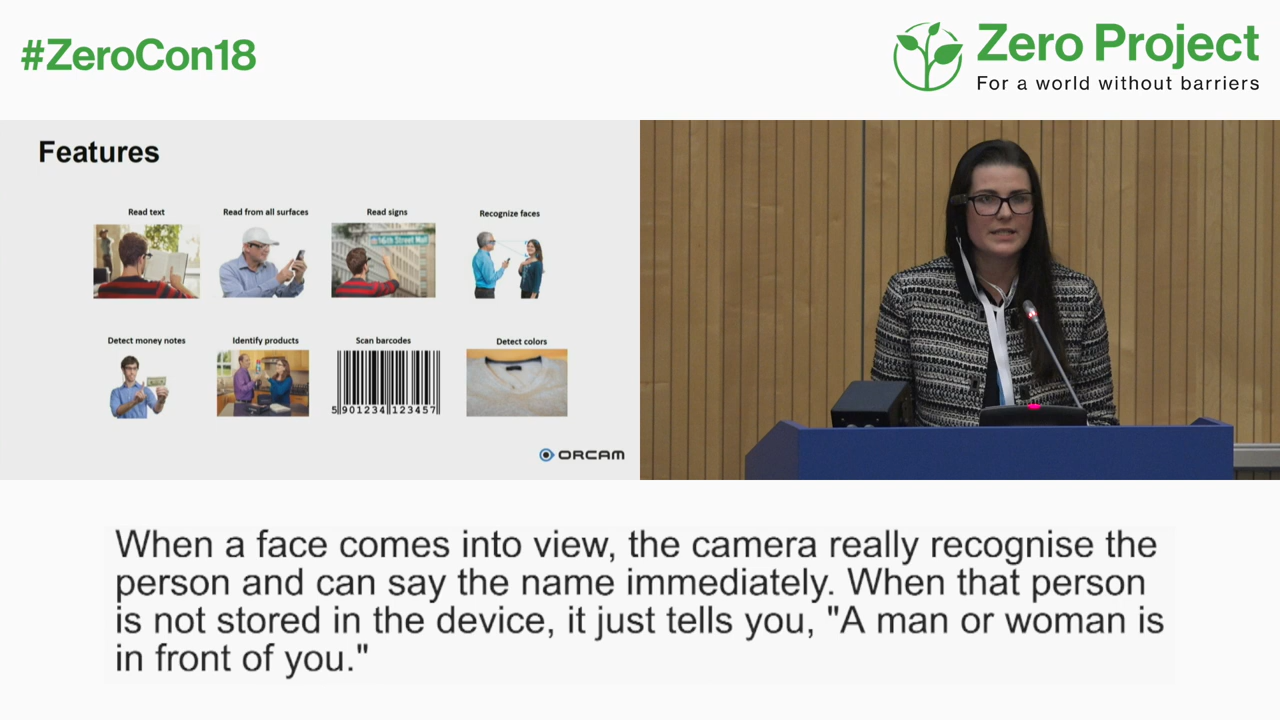 #ZeroCon18
Zero Project
For a world without barriers
Features
Read text
Read from all surfaces
Read signs
Recognize faces
16th Street Mall
Detect money notes
Identify products
Scan barcodes
Detect colors
5 901234 123457
ORCAM
When a face comes into view, the camera really recognise the
person and can say the name immediately. When that person
is not stored in the device, it just tells you, "A man or woman is
in front of you."